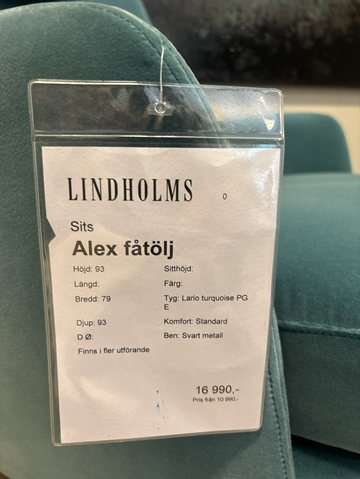 LINDHOLMS 0
Sits
Alex fåtölj
Höjd: 93 Sitthöjd:
Längd: Färg:
Bredd: 79 Tyg: Lario turquoise PG
E
Djup: 93 Komfort: Standard
D Ø: Ben: Svart metall
Finns i fler utförande
16 990,-
Pris från 10 990,-